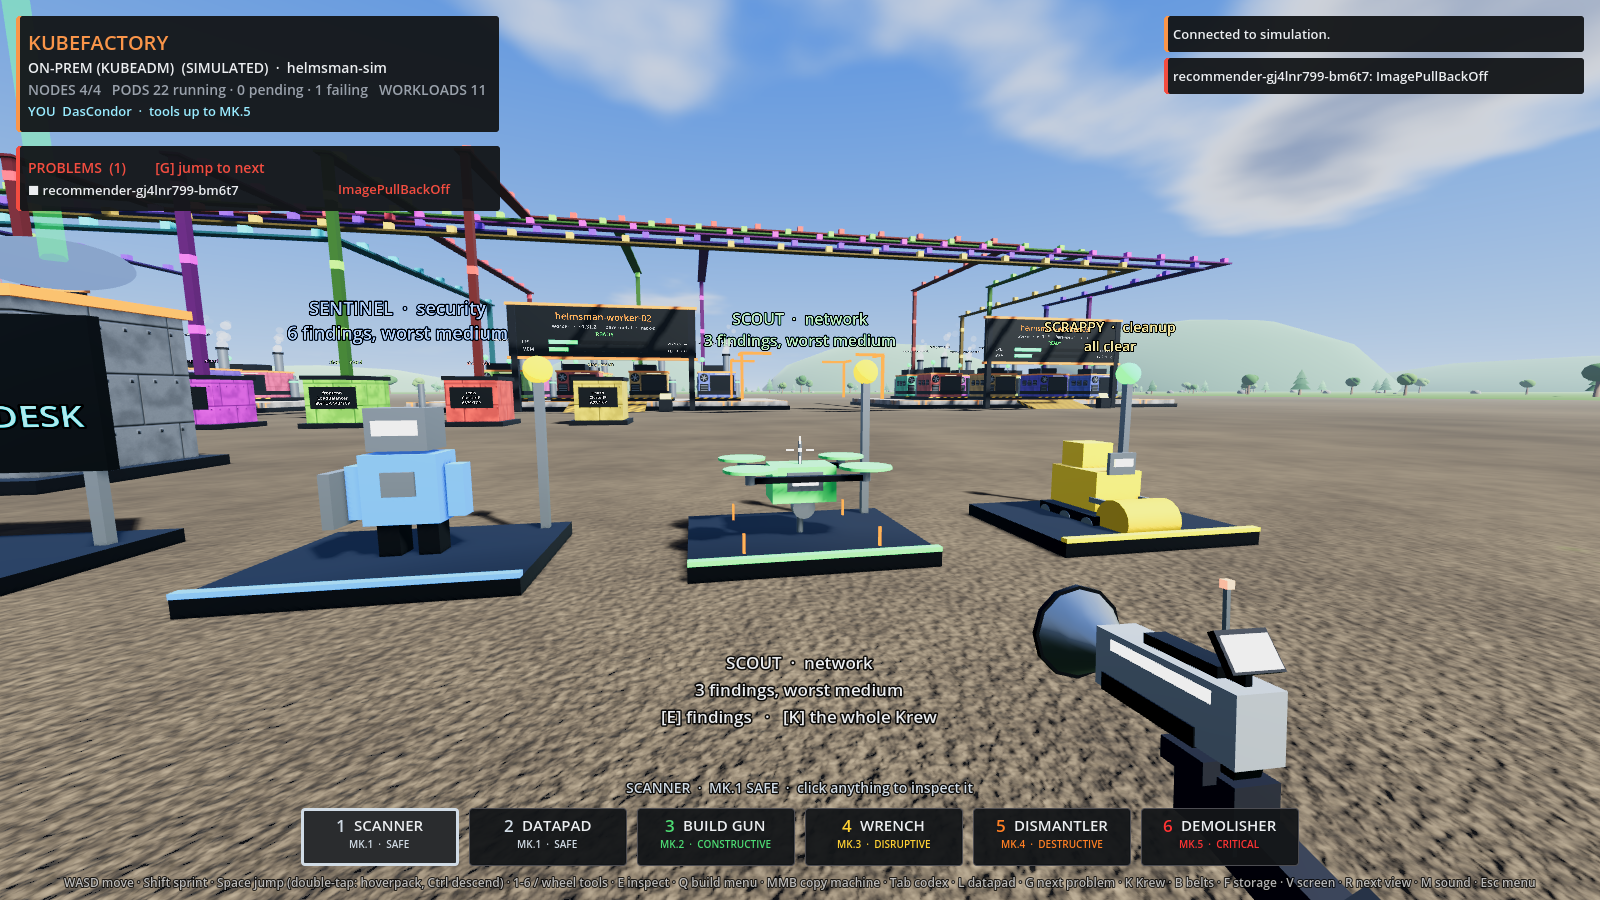 KUBEFACTORY
ON-PREM (KUBEADM) (SIMULATED) · helmsman-sim
NODES 4/4 PODS 22 running · 0 pending · 1 failing WORKLOADS 11
YOU DasCondor · tools up to MK.5
PROBLEMS (1) [G] jump to next
recommender-gj4lnr799-bm6t7 ImagePullBackOff
Connected to simulation.
recommender-gj4lnr799-bm6t7: ImagePullBackOff
SENTINEL · security
6 findings, worst medium
helmsman-worker-02
READY
SCOUT · network
3 findings, worst medium
SCRAPPY · cleanup
all clear
DESK
SCOUT · network
3 findings, worst medium
[E] findings · [K] the whole Krew
SCANNER · MK.1 SAFE · click anything to inspect it
1 SCANNER
MK.1 · SAFE
2 DATAPAD
MK.1 · SAFE
3 BUILD GUN
MK.2 · CONSTRUCTIVE
4 WRENCH
MK.3 · DISRUPTIVE
5 DISMANTLER
MK.4 · DESTRUCTIVE
6 DEMOLISHER
MK.5 · CRITICAL
WASD move · Shift sprint · Space jump (double-tap: hoverpack, Ctrl descend) · 1-6 / wheel tools · E inspect · Q build menu · MMB copy machine · Tab codex · L datapad · G next problem · K Krew · B belts · F storage · V screen · R next view · M sound · Esc menu